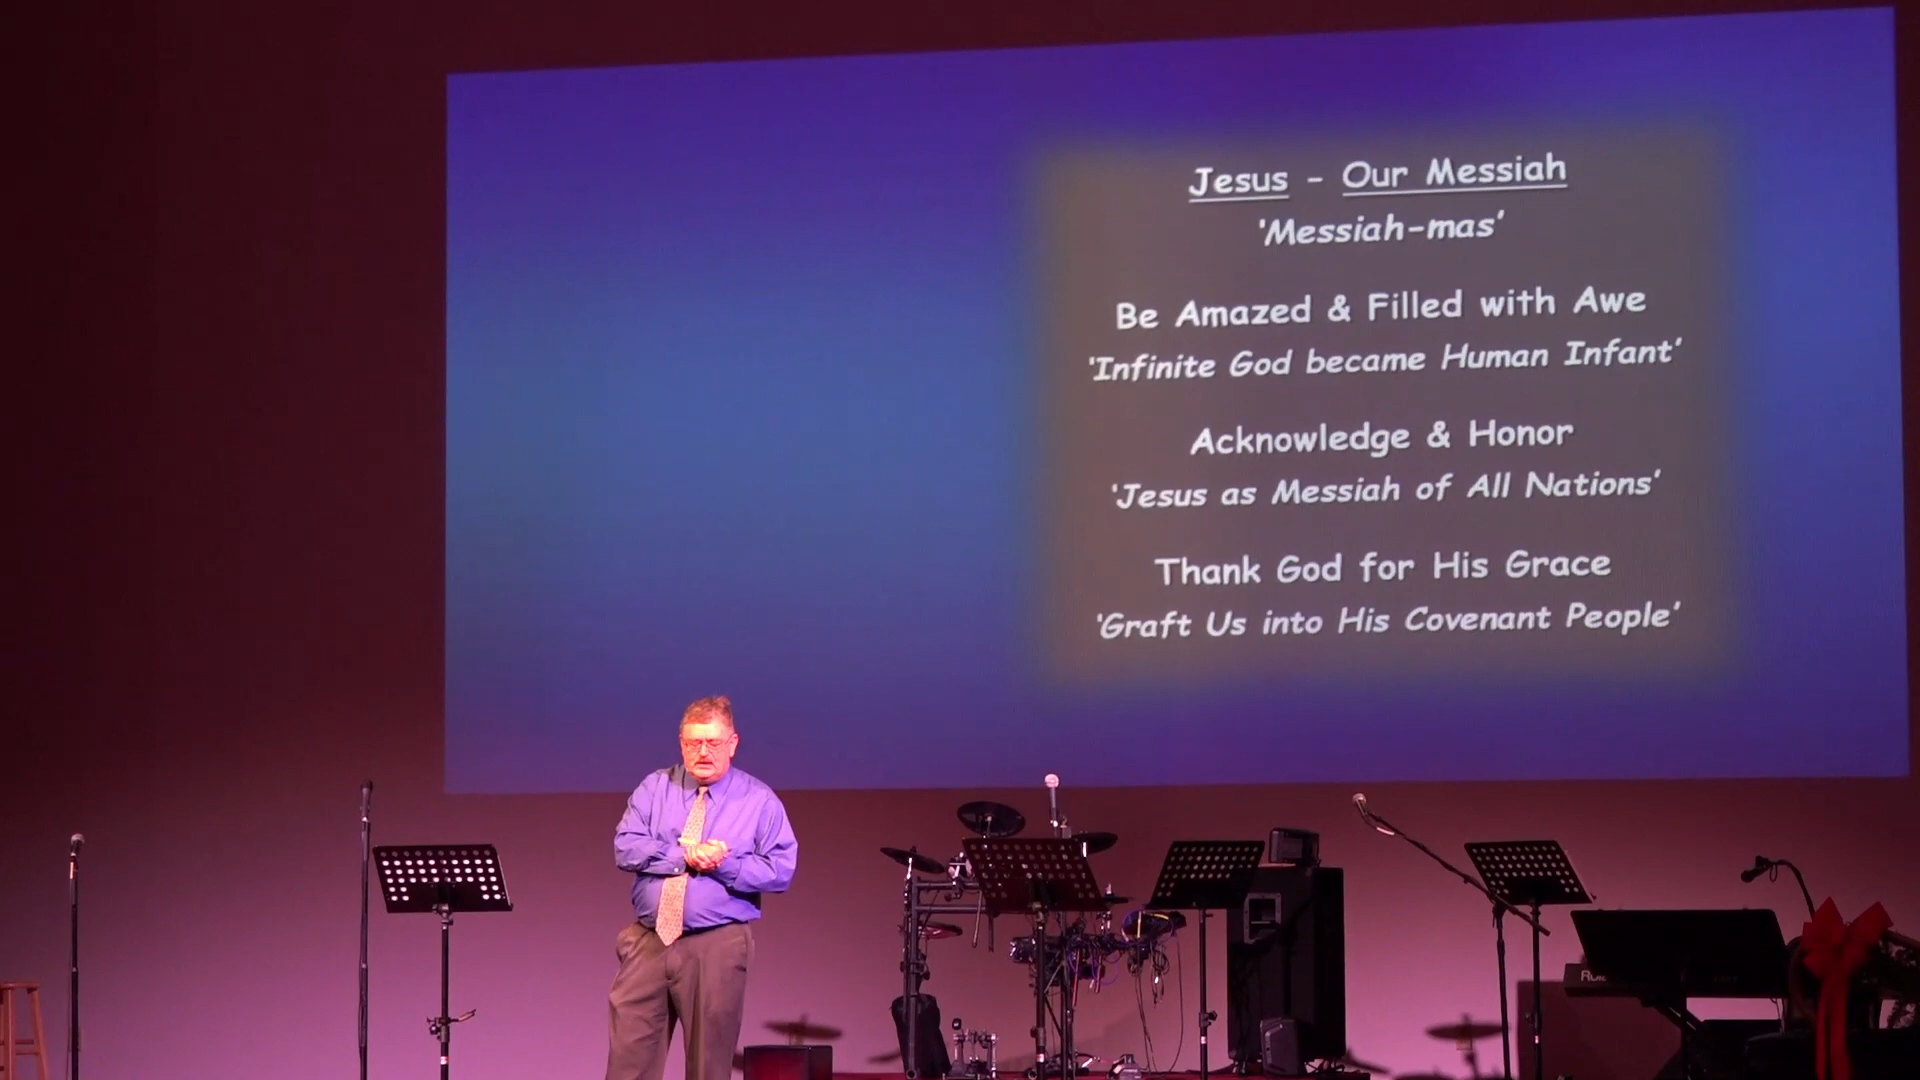 Jesus - Our Messiah
'Messiah-mas'
Be Amazed & Filled with Awe
'Infinite God became Human Infant'
Acknowledge & Honor
'Jesus as Messiah of All Nations'
Thank God for His Grace
'Graft Us into His Covenant People'